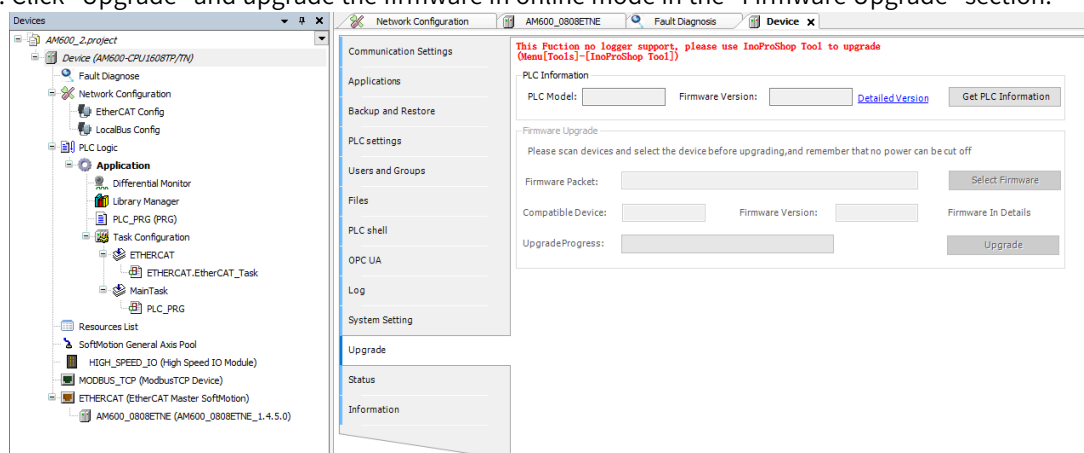 . Click "Upgrade" and upgrade the firmware in online mode in the "Firmware Upgrade" section.
Devices
AM600_2.project
Device (AM600-CPU1608TP/TN)
Fault Diagnose
Network Configuration
EtherCAT Config
LocalBus Config
PLC Logic
Application
Differential Monitor
Library Manager
PLC_PRG (PRG)
Task Configuration
ETHERCAT
ETHERCAT.EtherCAT_Task
MainTask
PLC_PRG
Resources List
SoftMotion General Axis Pool
HIGH_SPEED_IO (High Speed IO Module)
MODBUS_TCP (ModbusTCP Device)
ETHERCAT (EtherCAT Master SoftMotion)
AM600_0808ETNE (AM600_0808ETNE_1.4.5.0)
Network Configuration
AM600_0808ETNE
Fault Diagnosis
Device
Communication Settings
Applications
Backup and Restore
PLC settings
Users and Groups
Files
PLC shell
OPC UA
Log
System Setting
Upgrade
Status
Information
This Fuction no logger support, please use InoProShop Tool to upgrade
(Menu[Tools]-[InoProShop Tool])
PLC Information
PLC Model: Firmware Version: Detailed Version Get PLC Information
Firmware Upgrade
Please scan devices and select the device before upgrading,and remember that no power can be cut off
Firmware Packet: Select Firmware
Compatible Device: Firmware Version: Firmware In Details
UpgradeProgress: Upgrade